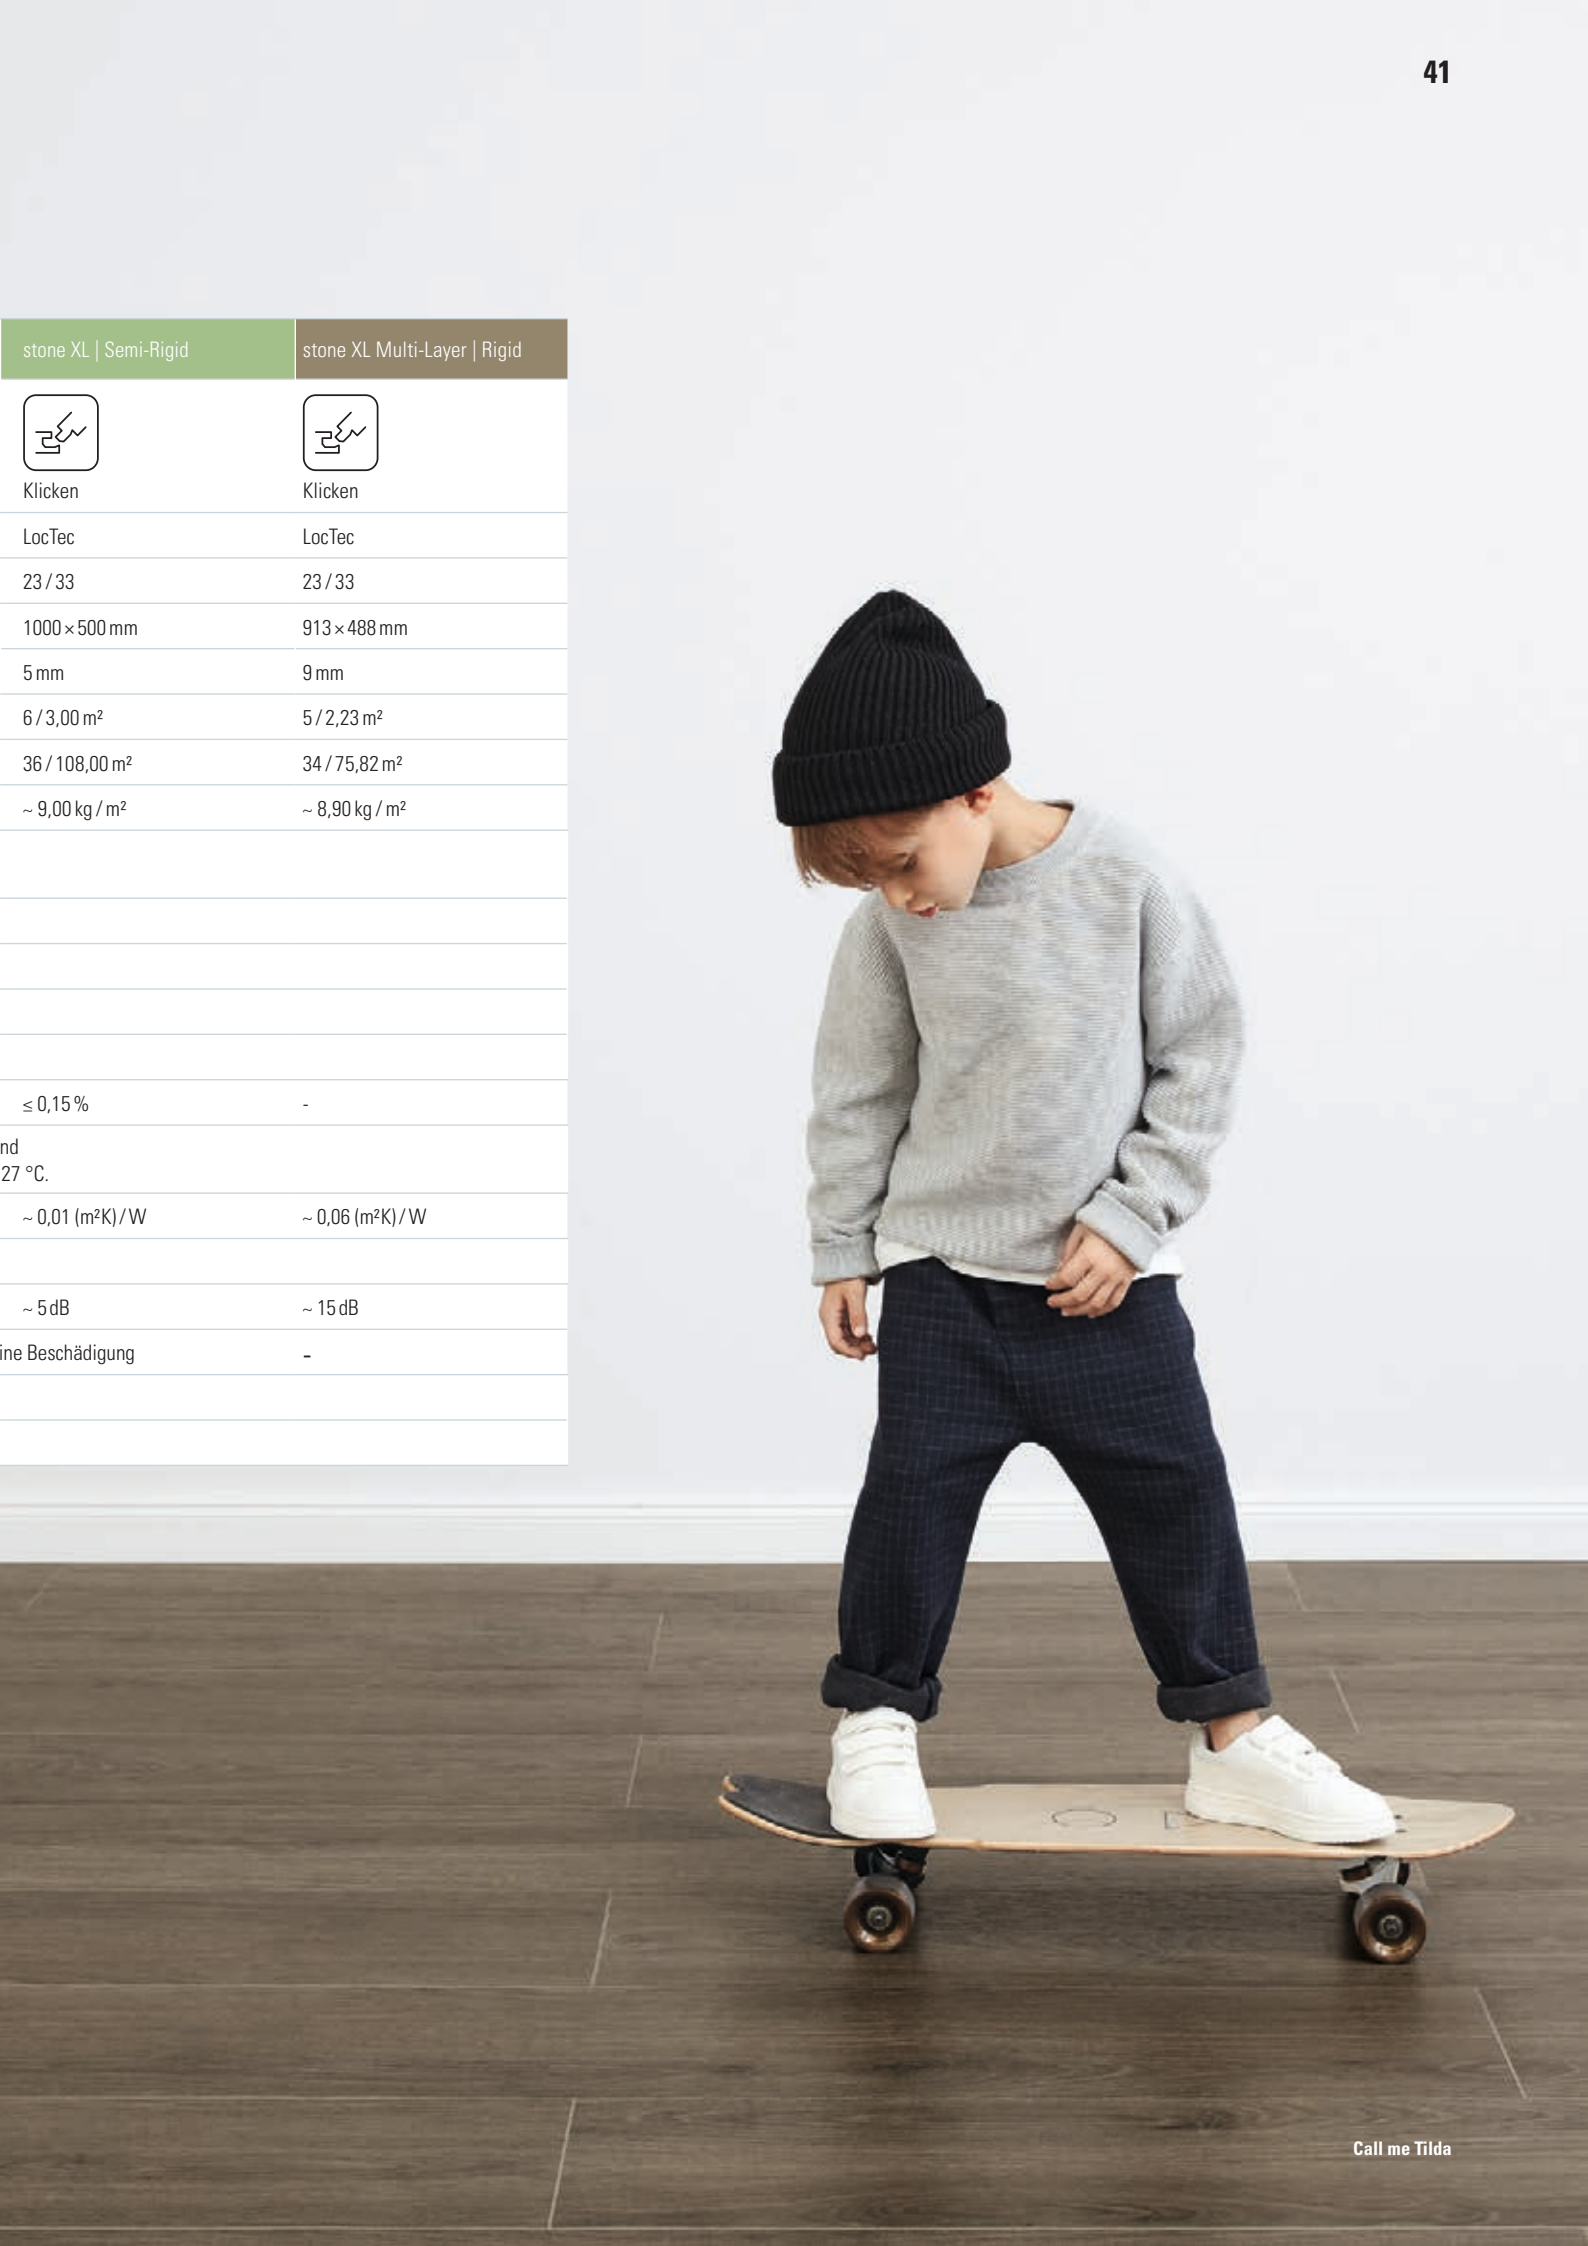 41
stone XL | Semi-Rigid stone XL Multi-Layer | Rigid
Klicken Klicken
LocTec LocTec
23 / 33 23 / 33
1000 × 500 mm 913 × 488 mm
5 mm 9 mm
6 / 3,00 m² 5 / 2,23 m²
36 / 108,00 m² 34 / 75,82 m²
~ 9,00 kg / m² ~ 8,90 kg / m²
≤ 0,15 % -
nd
27 °C.
~ 0,01 (m²K) / W ~ 0,06 (m²K) / W
~ 5 dB ~ 15 dB
ine Beschädigung -
Call me Tilda